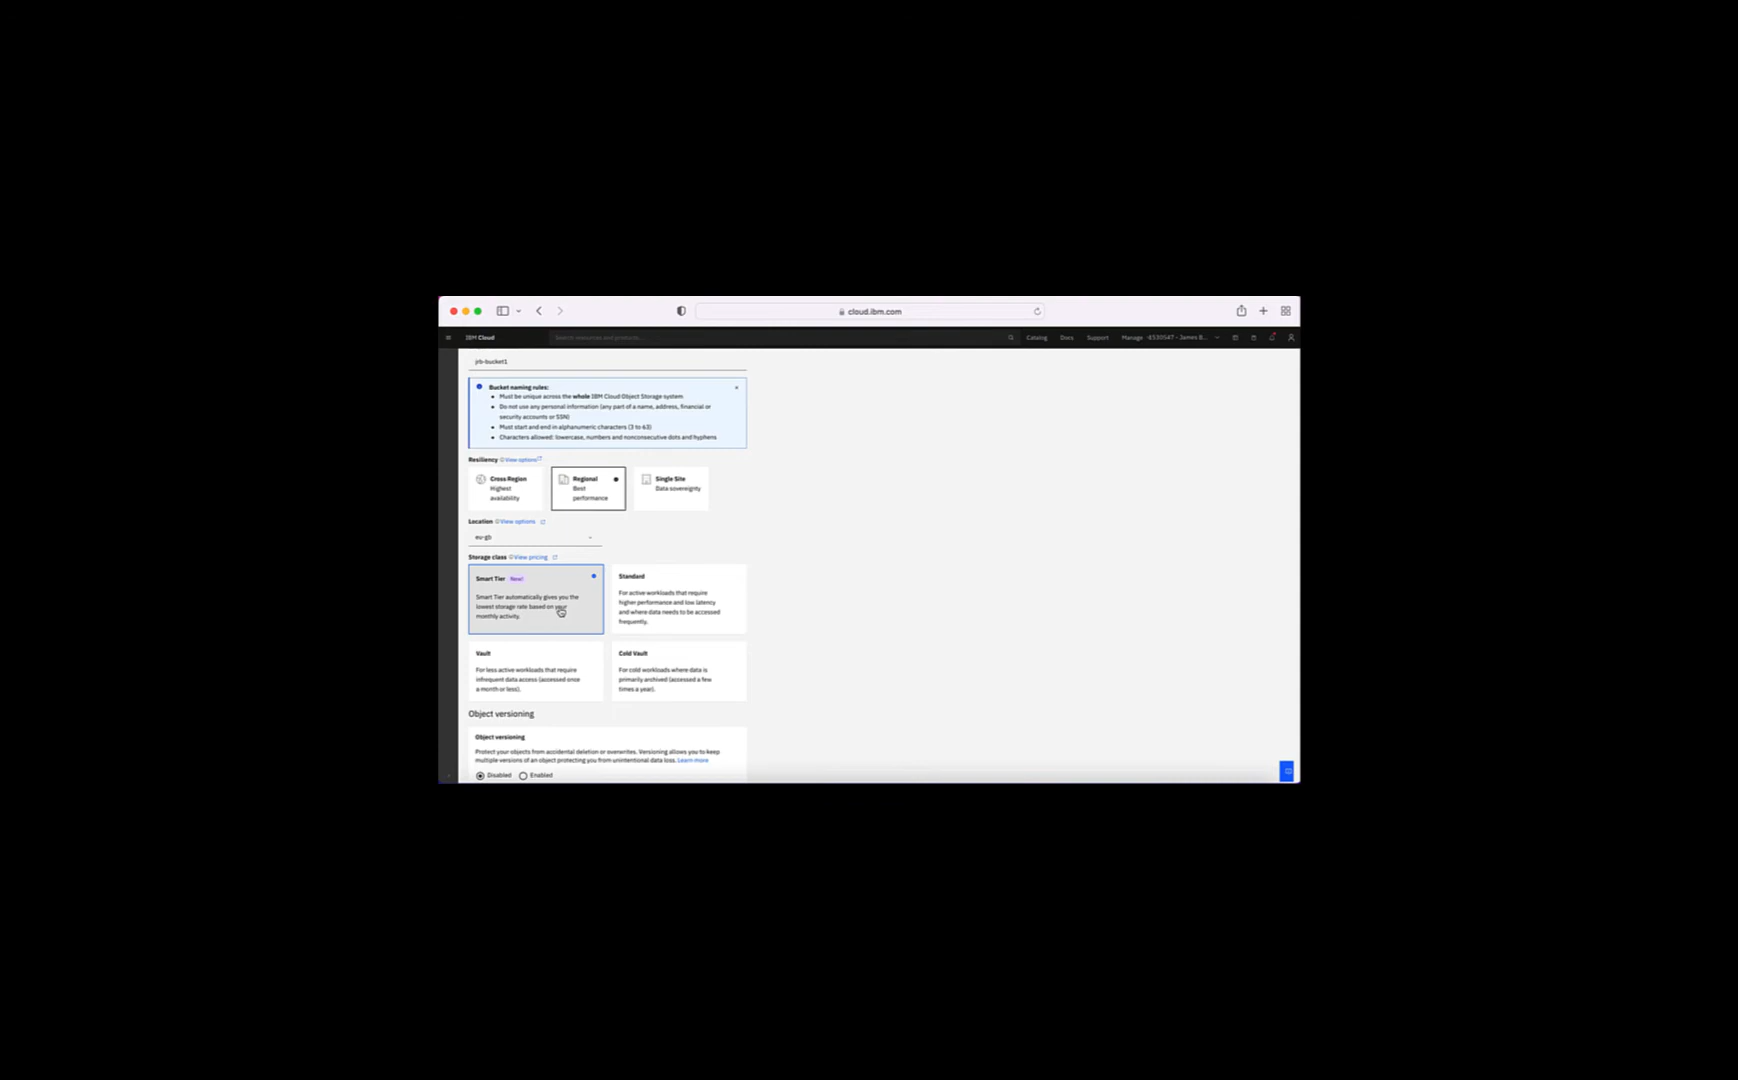 cloud.ibm.com
IBM Cloud
Search resources and products...
Catalog
Docs
Support
Manage
James B...
jrb-bucket1
Bucket naming rules:
Must be unique across the whole IBM Cloud Object Storage system
Do not use any personal information (any part of a name, address, financial or
security accounts or SSN)
Must start and end in alphanumeric characters (3 to 63)
Characters allowed: lowercase, numbers and nonconsecutive dots and hyphens
Resiliency View options
Cross Region
Highest
availability
Regional
Best
performance
Single Site
Data sovereignty
Location View options
eu-gb
Storage class View pricing
Smart Tier New!
Smart Tier automatically gives you the
lowest storage rate based on your
monthly activity.
Standard
For active workloads that require
higher performance and low latency
and where data needs to be accessed
frequently.
Vault
For less active workloads that require
infrequent data access (accessed once
a month or less).
Cold Vault
For cold workloads where data is
primarily archived (accessed a few
times a year).
Object versioning
Object versioning
Protect your objects from accidental deletion or overwrites. Versioning allows you to keep
multiple versions of an object protecting you from unintentional data loss. Learn more
Disabled Enabled